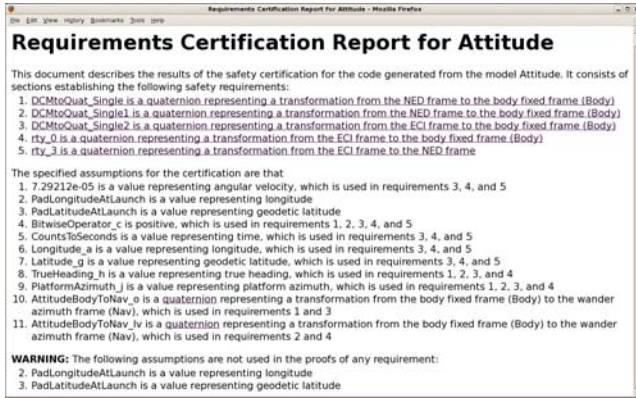 Requirements Certification Report for Attitude - Mozilla Firefox
File Edit View History Bookmarks Tools Help
Requirements Certification Report for Attitude
This document describes the results of the safety certification for the code generated from the model Attitude. It consists of
sections establishing the following safety requirements:
1. DCMtoQuat_Single is a quaternion representing a transformation from the NED frame to the body fixed frame (Body)
2. DCMtoQuat_Single1 is a quaternion representing a transformation from the NED frame to the body fixed frame (Body)
3. DCMtoQuat_Single2 is a quaternion representing a transformation from the ECI frame to the body fixed frame (Body)
4. rty_0 is a quaternion representing a transformation from the ECI frame to the body fixed frame (Body)
5. rty_3 is a quaternion representing a transformation from the ECI frame to the NED frame
The specified assumptions for the certification are that
1. 7.29212e-05 is a value representing angular velocity, which is used in requirements 3, 4, and 5
2. PadLongitudeAtLaunch is a value representing longitude
3. PadLatitudeAtLaunch is a value representing geodetic latitude
4. BitwiseOperator_c is positive, which is used in requirements 1, 2, 3, 4, and 5
5. CountsToSeconds is a value representing time, which is used in requirements 3, 4, and 5
6. Longitude_a is a value representing longitude, which is used in requirements 3, 4, and 5
7. Latitude_g is a value representing geodetic latitude, which is used in requirements 3, 4, and 5
8. TrueHeading_h is a value representing true heading, which is used in requirements 1, 2, 3, and 4
9. PlatformAzimuth_j is a value representing platform azimuth, which is used in requirements 1, 2, 3, and 4
10. AttitudeBodyToNav_o is a quaternion representing a transformation from the body fixed frame (Body) to the wander
azimuth frame (Nav), which is used in requirements 1 and 3
11. AttitudeBodyToNav_lv is a quaternion representing a transformation from the body fixed frame (Body) to the wander
azimuth frame (Nav), which is used in requirements 2 and 4
WARNING: The following assumptions are not used in the proofs of any requirement:
2. PadLongitudeAtLaunch is a value representing longitude
3. PadLatitudeAtLaunch is a value representing geodetic latitude